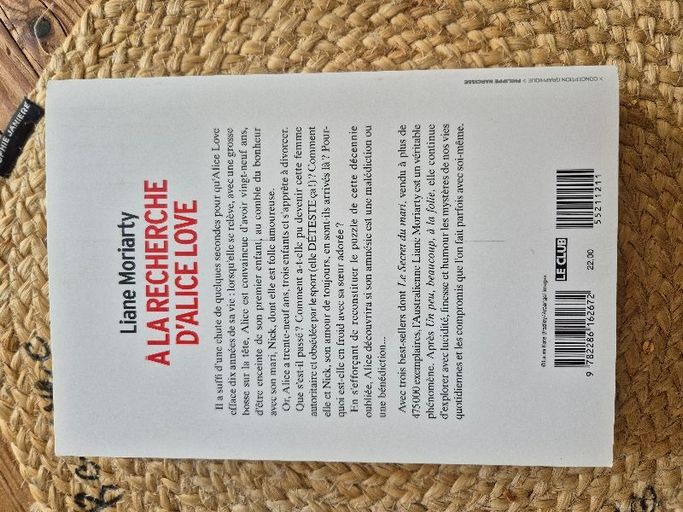 Liane Moriarty
À LA RECHERCHE
D'ALICE LOVE
Il a suffi d'une chute de quelques secondes pour qu'Alice Love
efface dix années de sa vie : lorsqu'elle se relève, avec une grosse
bosse sur la tête, Alice est convaincue d'avoir vingt-neuf ans,
d'être enceinte de son premier enfant, au comble du bonheur
avec son mari, Nick, dont elle est folle amoureuse.
Or, Alice a trente-neuf ans, trois enfants et s'apprête à divorcer.
Que s'est-il passé ? Comment a-t-elle pu devenir cette femme
autoritaire et obsédée par le sport (elle DÉTESTE ça !) ? Comment
elle et Nick, son amour de toujours, en sont-ils arrivés là ? Pour-
quoi est-elle en froid avec sa sœur adorée ?
En s'efforçant de reconstituer le puzzle de cette décennie
oubliée, Alice découvrira si son amnésie est une malédiction ou
une bénédiction...
Avec trois best-sellers dont Le Secret du mari, vendu à plus de
475 000 exemplaires, l'Australienne Liane Moriarty est un véritable
phénomène. Après Un peu, beaucoup, à la folie, elle continue
d'explorer avec lucidité, finesse et humour les mystères de nos vies
quotidiennes et les compromis que l'on fait parfois avec soi-même.
> CONCEPTION GRAPHIQUE > PHILIPPE NARCISSE
9 782286 162672
LE CLUB
22.00
55211211